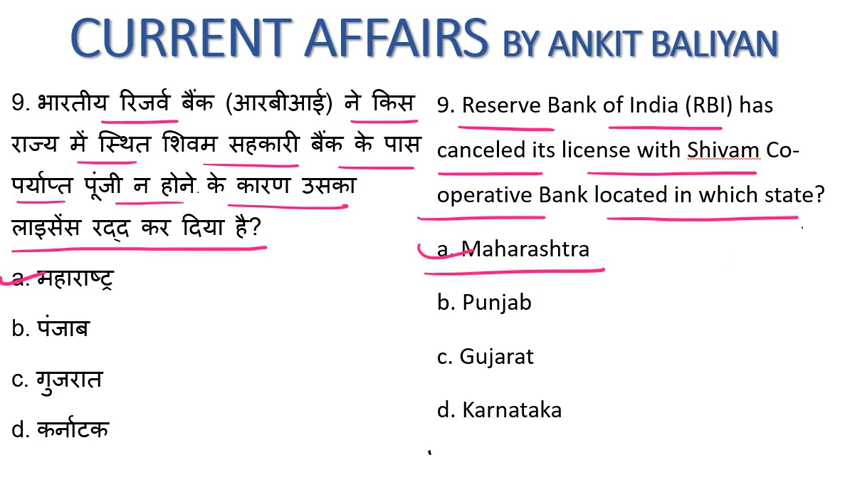 CURRENT AFFAIRS BY ANKIT BALIYAN
9. भारतीय रिजर्व बैंक (आरबीआई) ने किस
राज्य में स्थित शिवम सहकारी बैंक के पास
पर्याप्त पूंजी न होने के कारण उसका
लाइसेंस रद्द कर दिया है?
a. महाराष्ट्र
b. पंजाब
c. गुजरात
d. कर्नाटक
9. Reserve Bank of India (RBI) has
canceled its license with Shivam Co-
operative Bank located in which state?
a. Maharashtra
b. Punjab
c. Gujarat
d. Karnataka